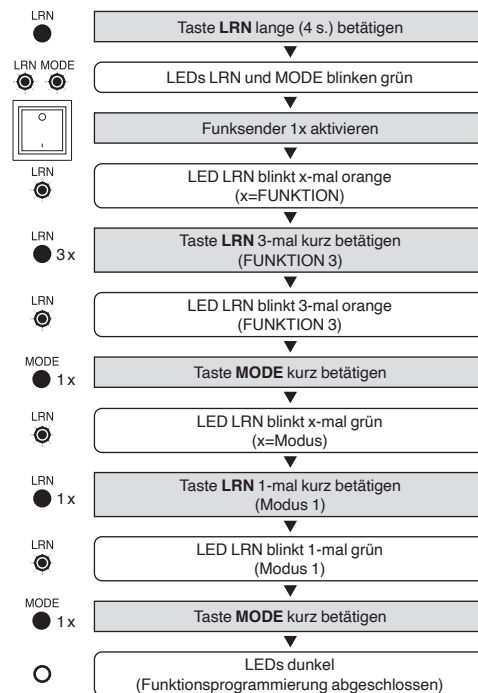 LRN
Taste LRN lange (4 s.) betätigen
LRN MODE
LEDs LRN und MODE blinken grün
Funksender 1x aktivieren
LRN
LED LRN blinkt x-mal orange
(x=FUNKTION)
LRN
3 x
Taste LRN 3-mal kurz betätigen
(FUNKTION 3)
LRN
LED LRN blinkt 3-mal orange
(FUNKTION 3)
MODE
1 x
Taste MODE kurz betätigen
LRN
LED LRN blinkt x-mal grün
(x=Modus)
LRN
1 x
Taste LRN 1-mal kurz betätigen
(Modus 1)
LRN
LED LRN blinkt 1-mal grün
(Modus 1)
MODE
1 x
Taste MODE kurz betätigen
LEDs dunkel
(Funktionsprogrammierung abgeschlossen)